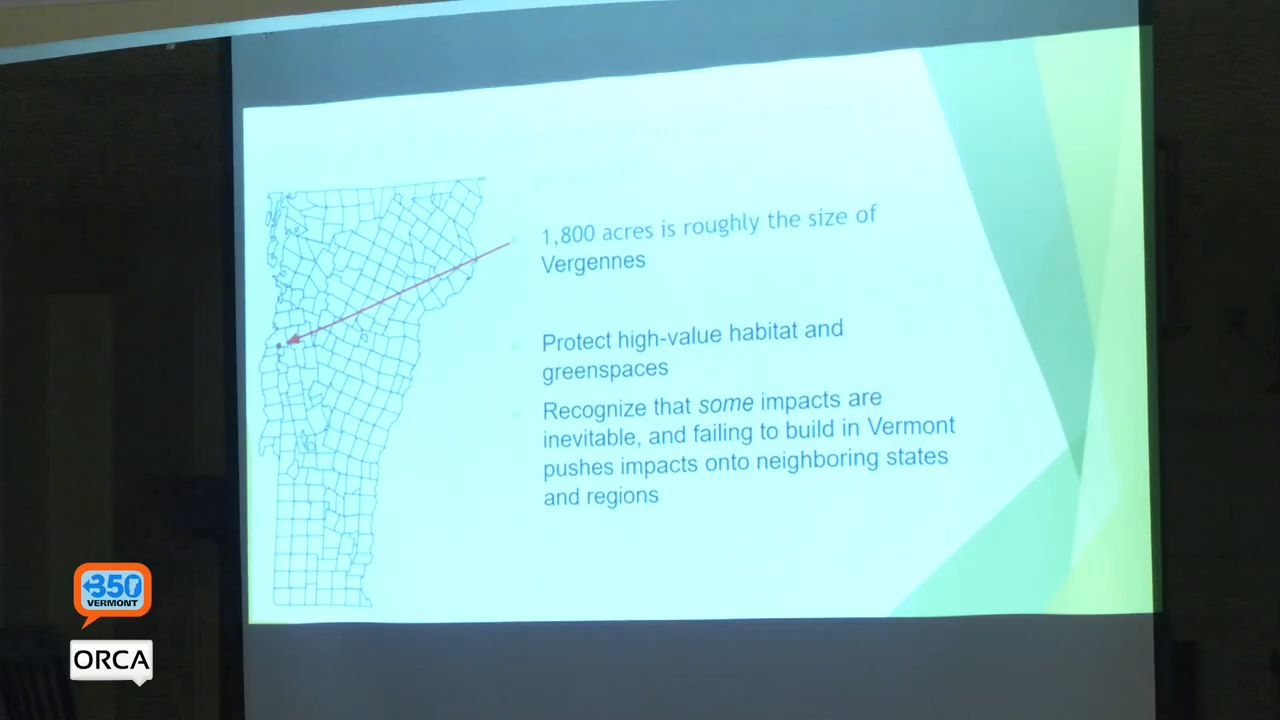 1,800 acres is roughly the size of
Vergennes
Protect high-value habitat and
greenspaces
Recognize that some impacts are
inevitable, and failing to build in Vermont
pushes impacts onto neighboring states
and regions
350
VERMONT
ORCA